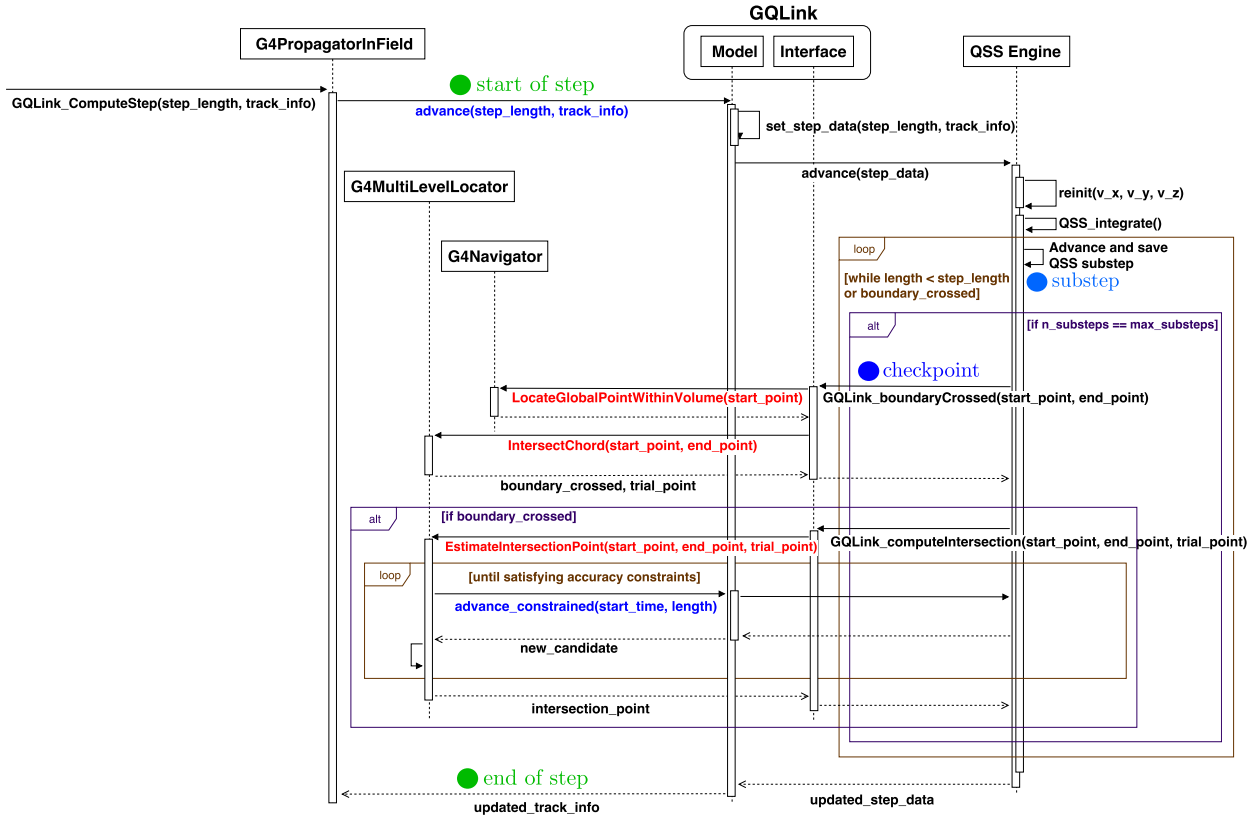 GQLink
G4PropagatorInField
Model
Interface
QSS Engine
start of step
GQLink_ComputeStep(step_length, track_info)
advance(step_length, track_info)
set_step_data(step_length, track_info)
advance(step_data)
G4MultiLevelLocator
reinit(v_x, v_y, v_z)
QSS_integrate()
G4Navigator
loop
Advance and save
QSS substep
[while length < step_length
or boundary_crossed]
substep
alt
[if n_substeps == max_substeps]
checkpoint
LocateGlobalPointWithinVolume(start_point)
GQLink_boundaryCrossed(start_point, end_point)
IntersectChord(start_point, end_point)
boundary_crossed, trial_point
alt
[if boundary_crossed]
EstimateIntersectionPoint(start_point, end_point, trial_point)
GQLink_computeIntersection(start_point, end_point, trial_point)
loop
[until satisfying accuracy constraints]
advance_constrained(start_time, length)
new_candidate
intersection_point
end of step
updated_track_info
updated_step_data